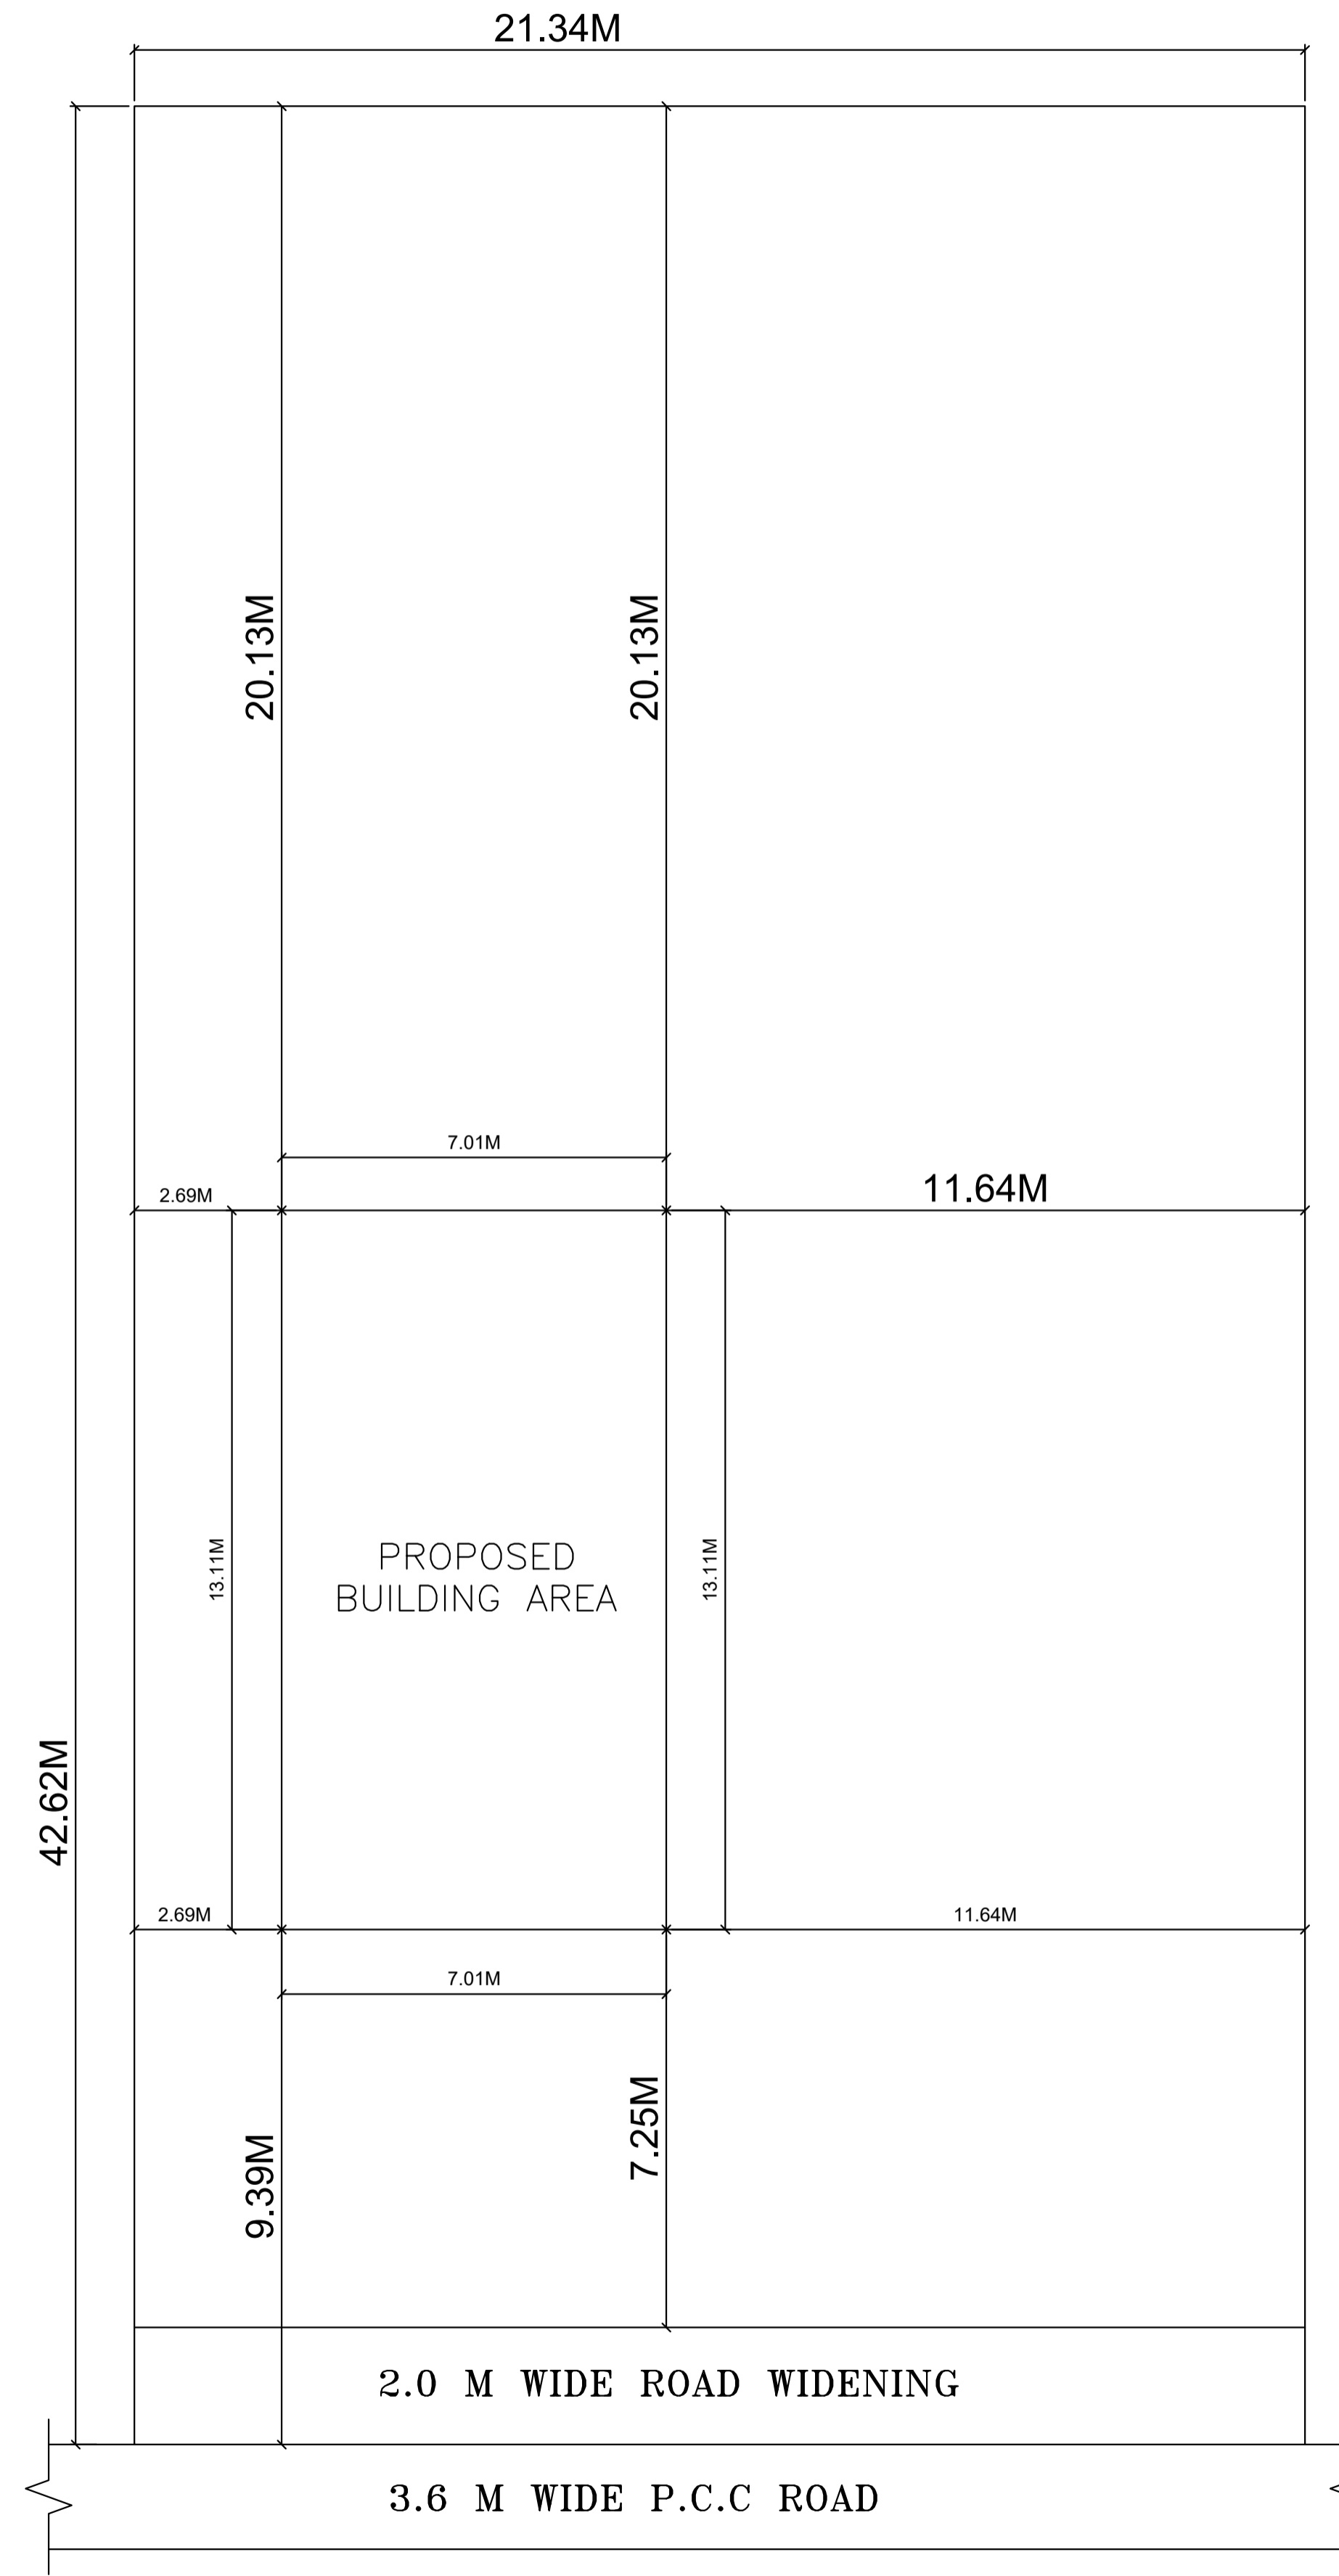 21.34M
20.13M
20.13M
7.01M
2.69M
11.64M
13.11M
PROPOSED
BUILDING AREA
13.11M
42.62M
2.69M
11.64M
7.01M
7.25M
9.39M
2.0 M WIDE ROAD WIDENING
3.6 M WIDE P.C.C ROAD